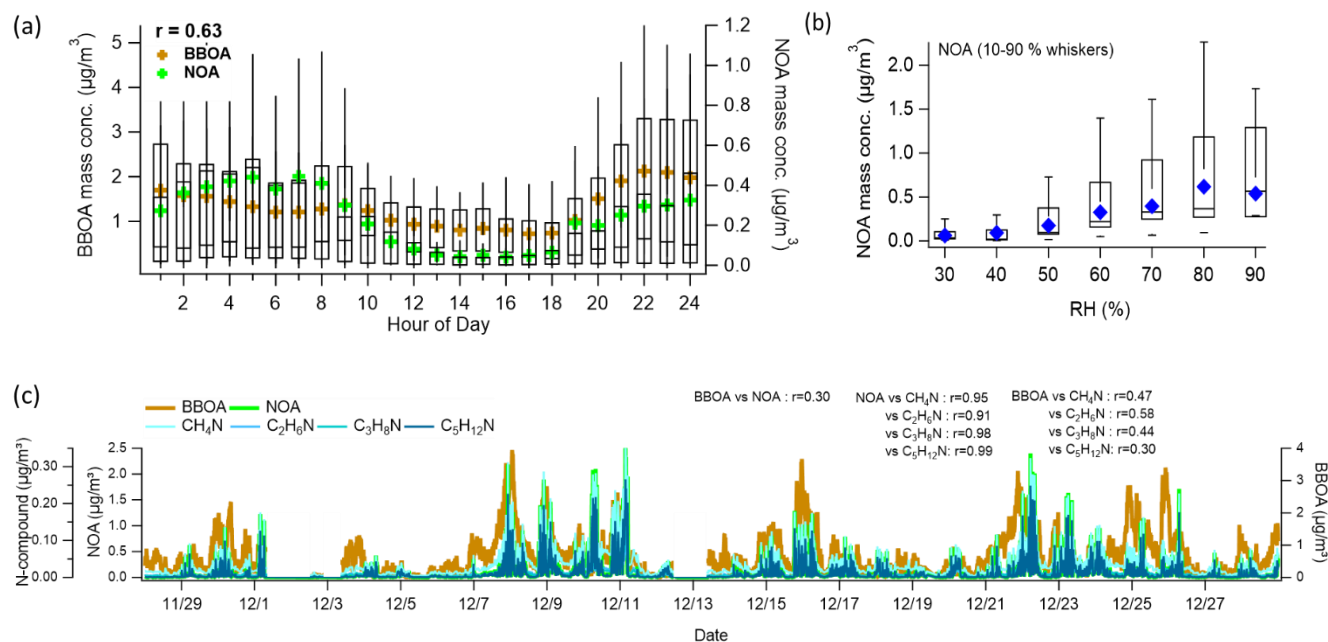 (a)
r = 0.63
BBOA
NOA
BBOA mass conc. (µg/m³)
5
4
3
2
1
NOA mass conc. (µg/m³)
1.2
1.0
0.8
0.6
0.4
0.2
0.0
2 4 6 8 10 12 14 16 18 20 22 24
Hour of Day
(b)
NOA (10-90 % whiskers)
NOA mass conc. (µg/m³)
2.0
1.5
1.0
0.5
0.0
30 40 50 60 70 80 90
RH (%)
(c)
BBOA NOA
CH₄N C₂H₆N C₃H₈N C₅H₁₂N
BBOA vs NOA : r=0.30
NOA vs CH₄N : r=0.95
vs C₂H₆N : r=0.91
vs C₃H₈N : r=0.98
vs C₅H₁₂N: r=0.99
BBOA vs CH₄N : r=0.47
vs C₂H₆N : r=0.58
vs C₃H₈N : r=0.44
vs C₅H₁₂N: r=0.30
N-compound (µg/m³)
0.30
0.20
0.10
0.00
NOA (µg/m³)
2.5
2.0
1.5
1.0
0.5
0.0
BBOA (µg/m³)
4
3
2
1
0
11/29 12/1 12/3 12/5 12/7 12/9 12/11 12/13 12/15 12/17 12/19 12/21 12/23 12/25 12/27
Date